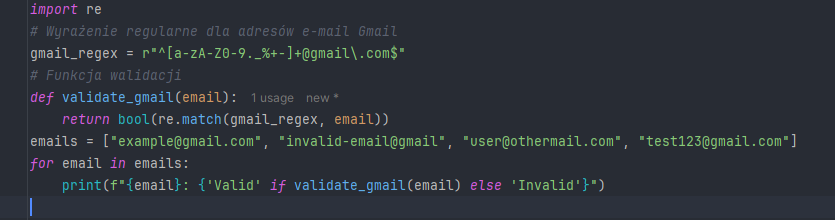 import re
# Wyrażenie regularne dla adresów e-mail Gmail
gmail_regex = r"^[a-zA-Z0-9._%+-]+@gmail\.com$"
# Funkcja walidacji
def validate_gmail(email):  1 usage  new *
    return bool(re.match(gmail_regex, email))
emails = ["example@gmail.com", "invalid-email@gmail", "user@othermail.com", "test123@gmail.com"]
for email in emails:
    print(f"{email}: {'Valid' if validate_gmail(email) else 'Invalid'}")